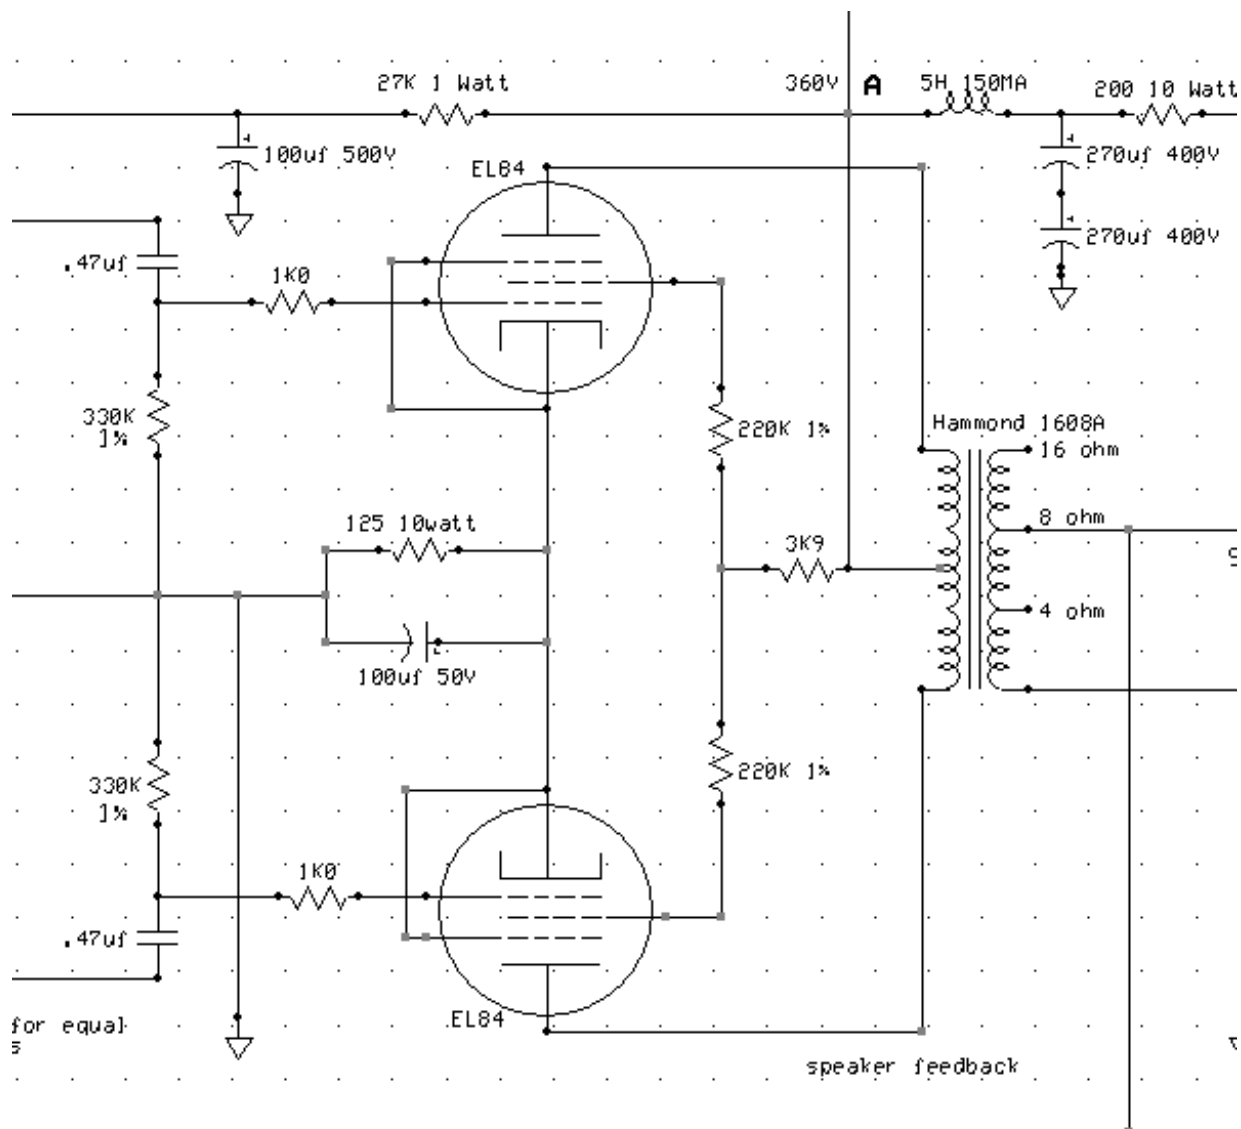 27K 1 Watt
360V
A
5H 150MA
200 10 Watt
100uf 500V
EL84
270uf 400V
270uf 400V
.47uf
1K0
330K
1%
220K 1%
Hammond 1608A
16 ohm
8 ohm
125 10watt
3K9
4 ohm
100uf 50V
330K
1%
220K 1%
1K0
.47uf
EL84
for equal
speaker feedback